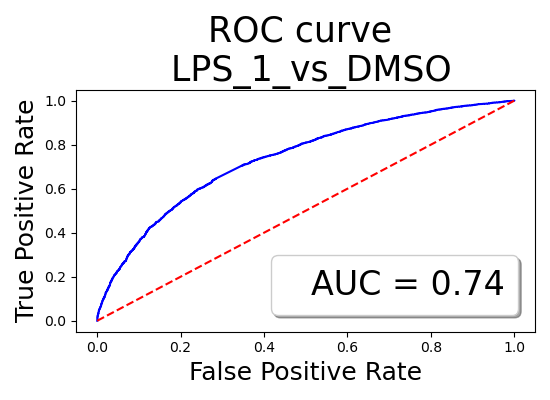 ROC curve
LPS_1_vs_DMSO
True Positive Rate
1.0
0.8
0.6
0.4
0.2
0.0
AUC = 0.74
0.0 0.2 0.4 0.6 0.8 1.0
False Positive Rate